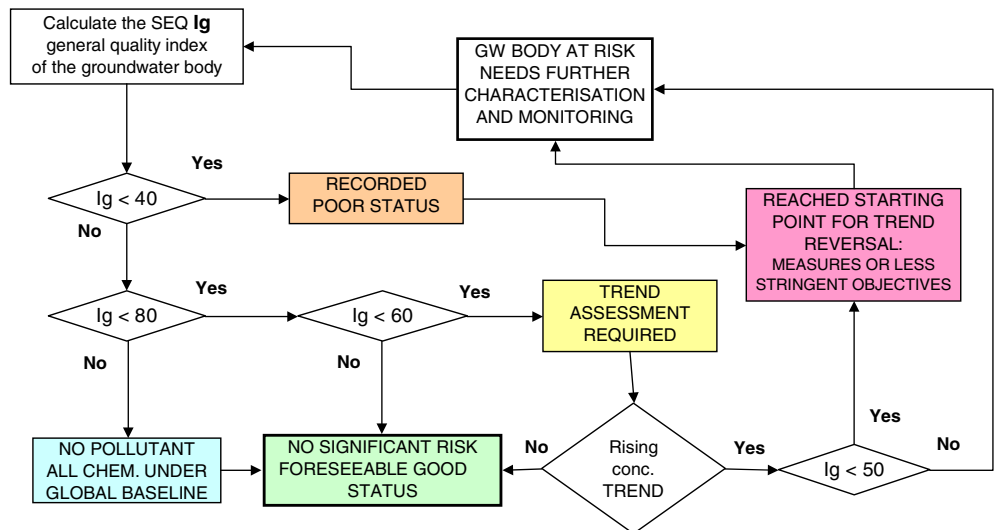 Calculate the SEQ Ig
general quality index
of the groundwater body
GW BODY AT RISK
NEEDS FURTHER
CHARACTERISATION
AND MONITORING
Yes
Ig < 40
No
RECORDED
POOR STATUS
REACHED STARTING
POINT FOR TREND
REVERSAL:
MEASURES OR LESS
STRINGENT OBJECTIVES
Yes
Ig < 80
No
Yes
Ig < 60
No
TREND
ASSESSMENT
REQUIRED
NO POLLUTANT
ALL CHEM. UNDER
GLOBAL BASELINE
NO SIGNIFICANT RISK
FORESEEABLE GOOD
STATUS
No
Rising
conc.
TREND
Yes
Yes
Ig < 50
No